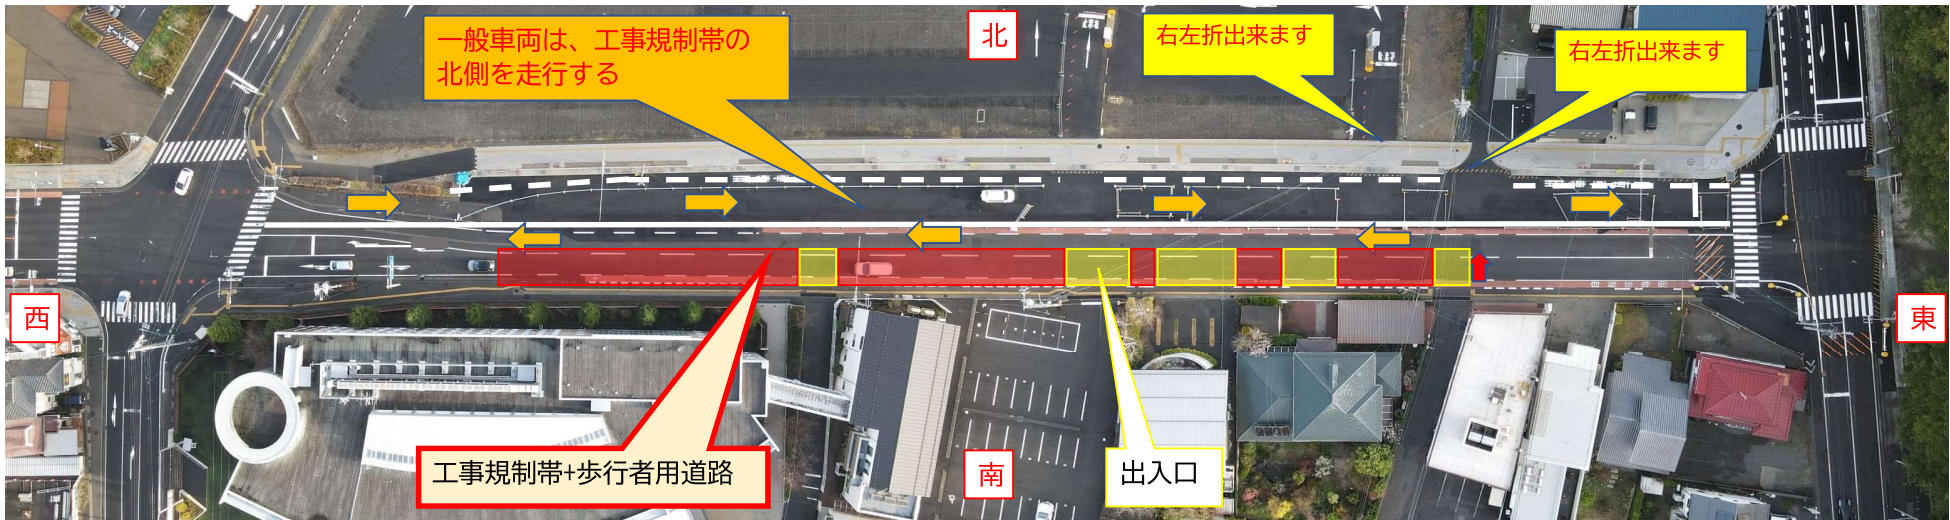 一般車両は、工事規制帯の
北側を走行する
北
右左折出来ます
右左折出来ます
西
東
工事規制帯+歩行者用道路
南
出入口